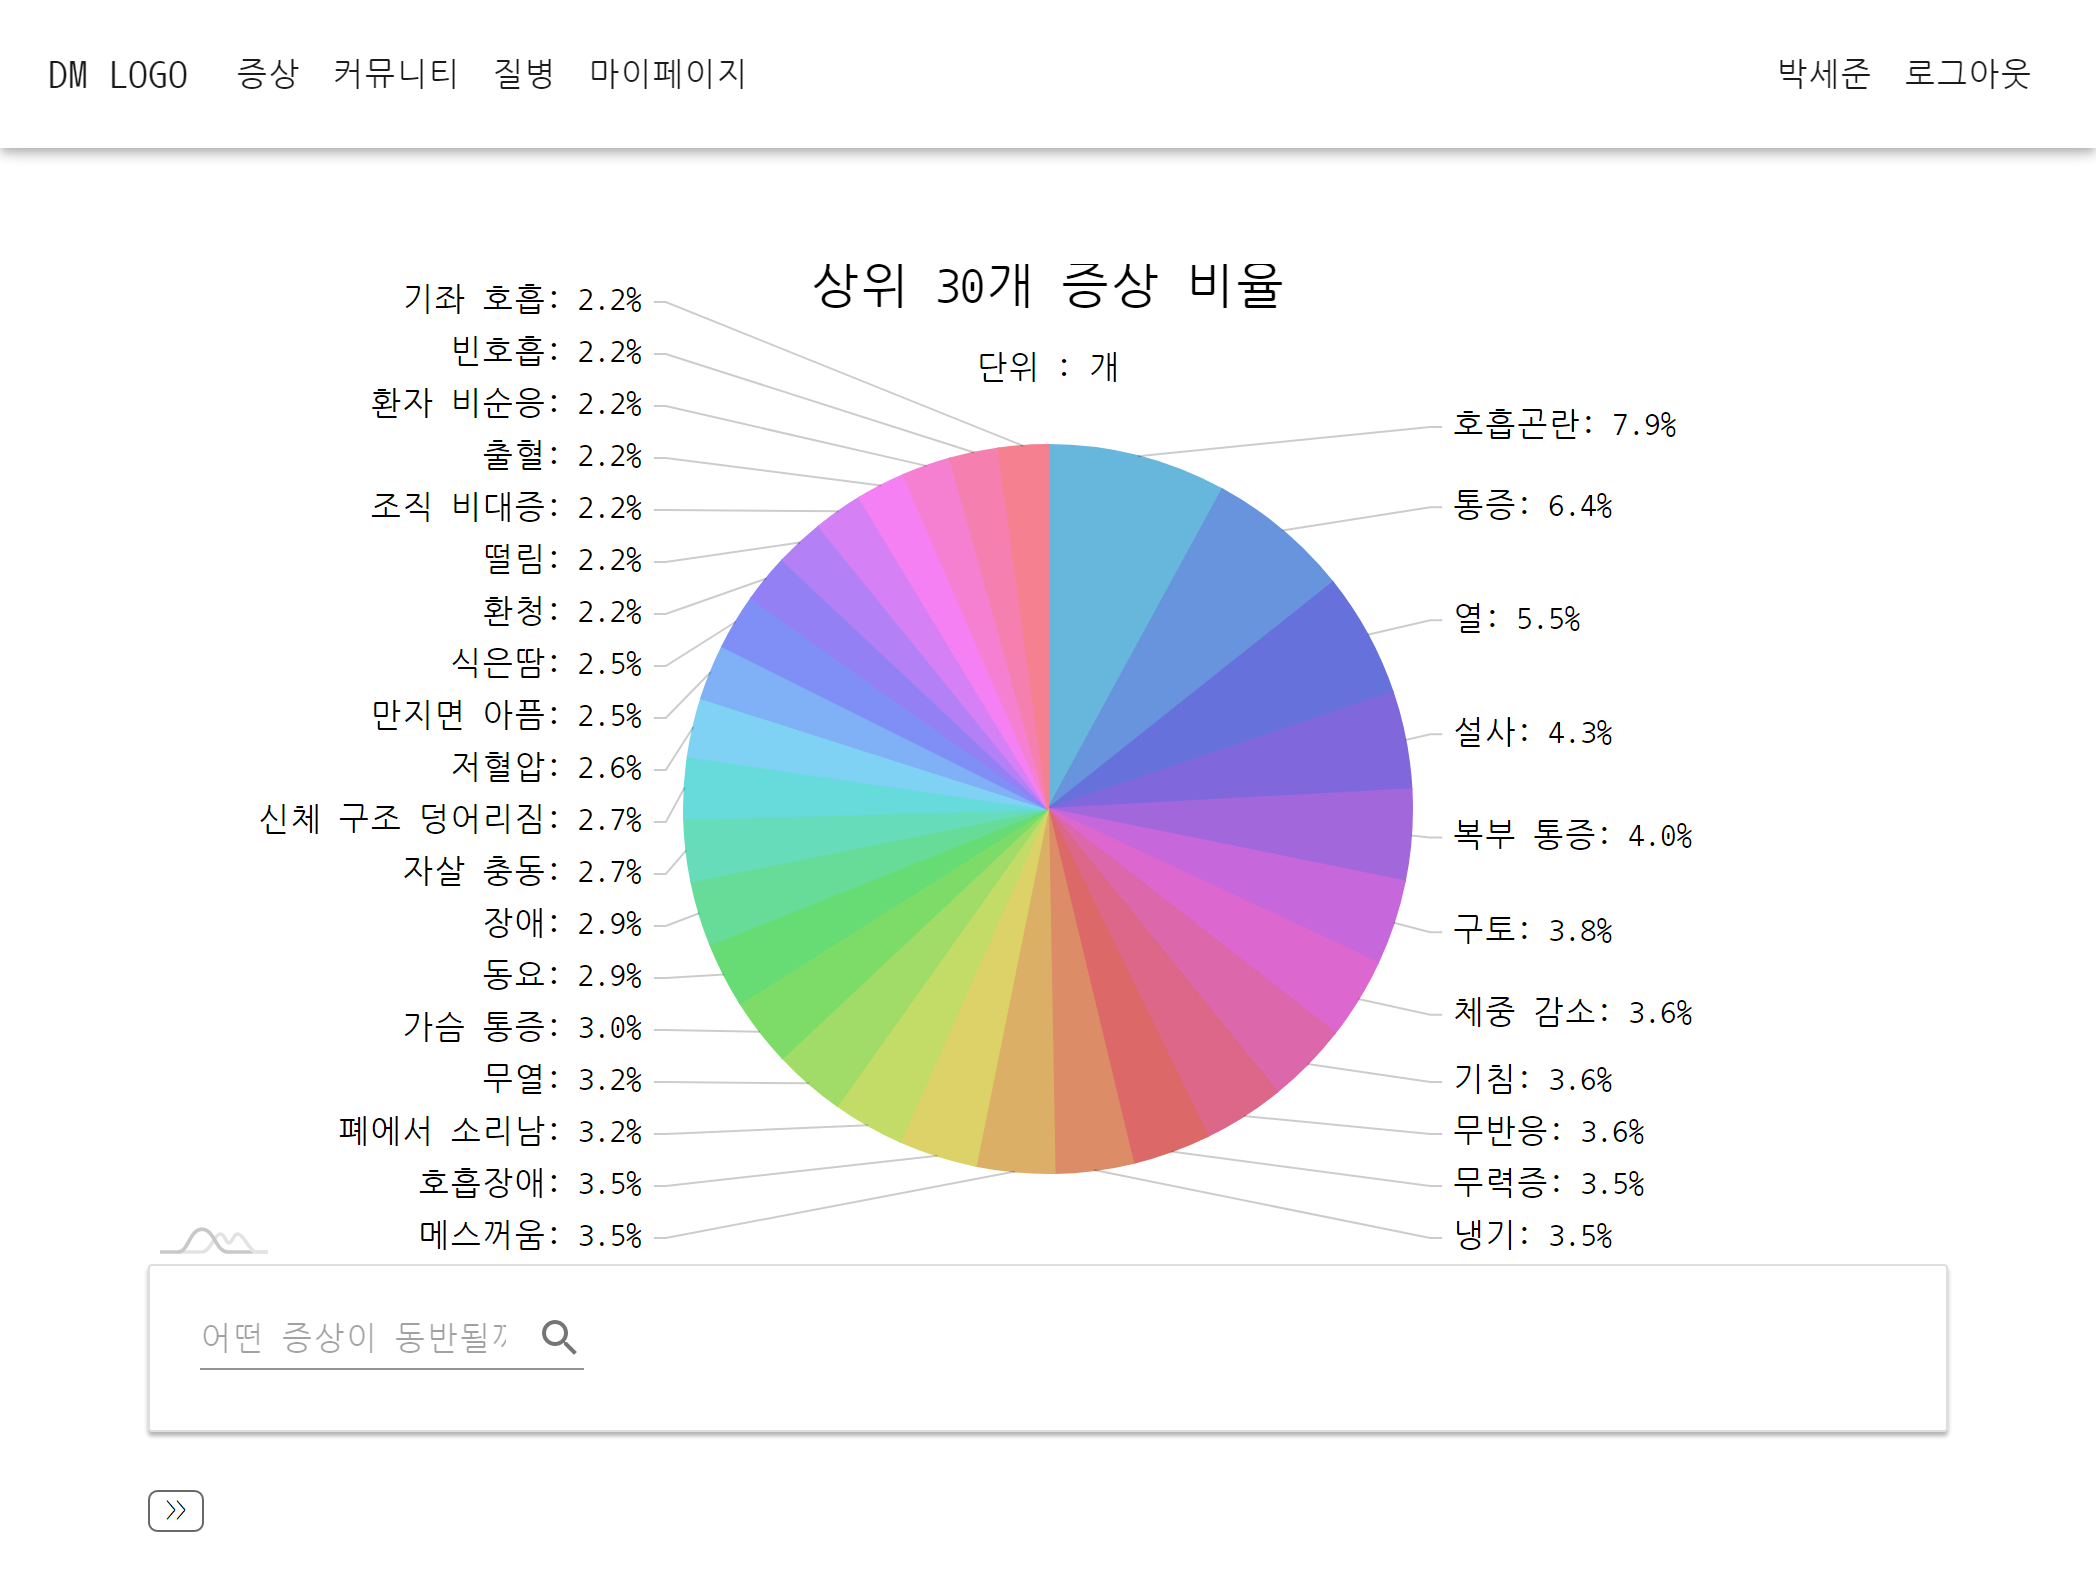 DM LOGO 증상 커뮤니티 질병 마이페이지 박세준 로그아웃
상위 30개 증상 비율
단위 : 개
호흡곤란: 7.9%
통증: 6.4%
열: 5.5%
설사: 4.3%
복부 통증: 4.0%
구토: 3.8%
체중 감소: 3.6%
기침: 3.6%
무반응: 3.6%
무력증: 3.5%
냉기: 3.5%
메스꺼움: 3.5%
호흡장애: 3.5%
폐에서 소리남: 3.2%
무열: 3.2%
가슴 통증: 3.0%
동요: 2.9%
장애: 2.9%
자살 충동: 2.7%
신체 구조 덩어리짐: 2.7%
저혈압: 2.6%
만지면 아픔: 2.5%
식은땀: 2.5%
환청: 2.2%
떨림: 2.2%
조직 비대증: 2.2%
출혈: 2.2%
환자 비순응: 2.2%
빈호흡: 2.2%
기좌 호흡: 2.2%
어떤 증상이
>>